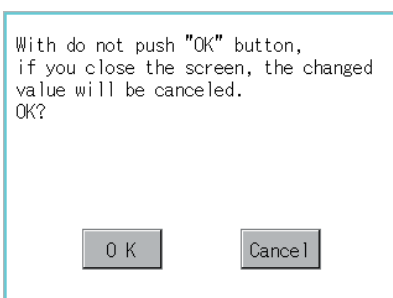 With do not push "OK" button,
if you close the screen, the changed
value will be canceled.
OK?
O K
Cancel